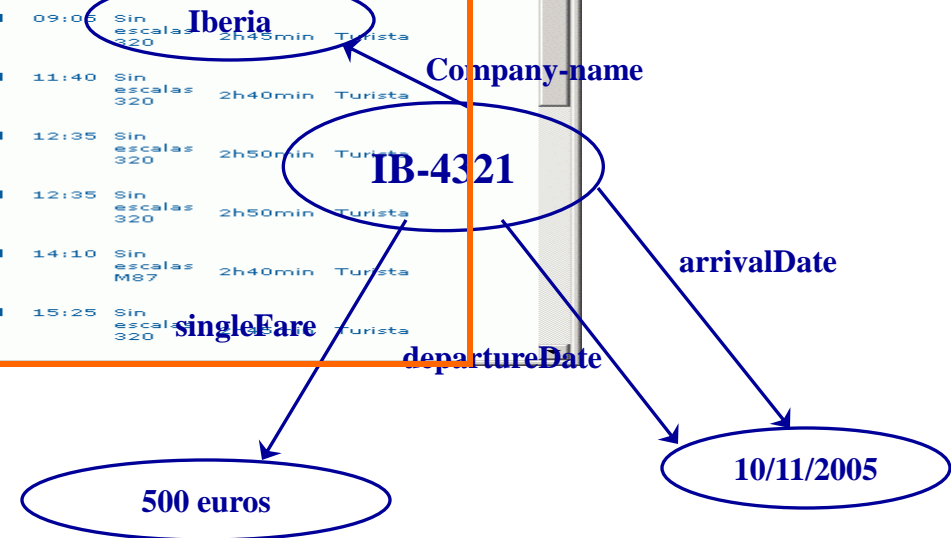 09:05 Sin
Iberia
escalas 2h45min Turista
320
Company-name
11:40 Sin
escalas 2h40min Turista
320
12:35 Sin
escalas 2h50min Turista
320
IB-4321
12:35 Sin
escalas 2h50min Turista
320
14:10 Sin
escalas 2h40min Turista
M87
arrivalDate
15:25 Sin
escalas Turista
320
singleFare
departureDate
10/11/2005
500 euros